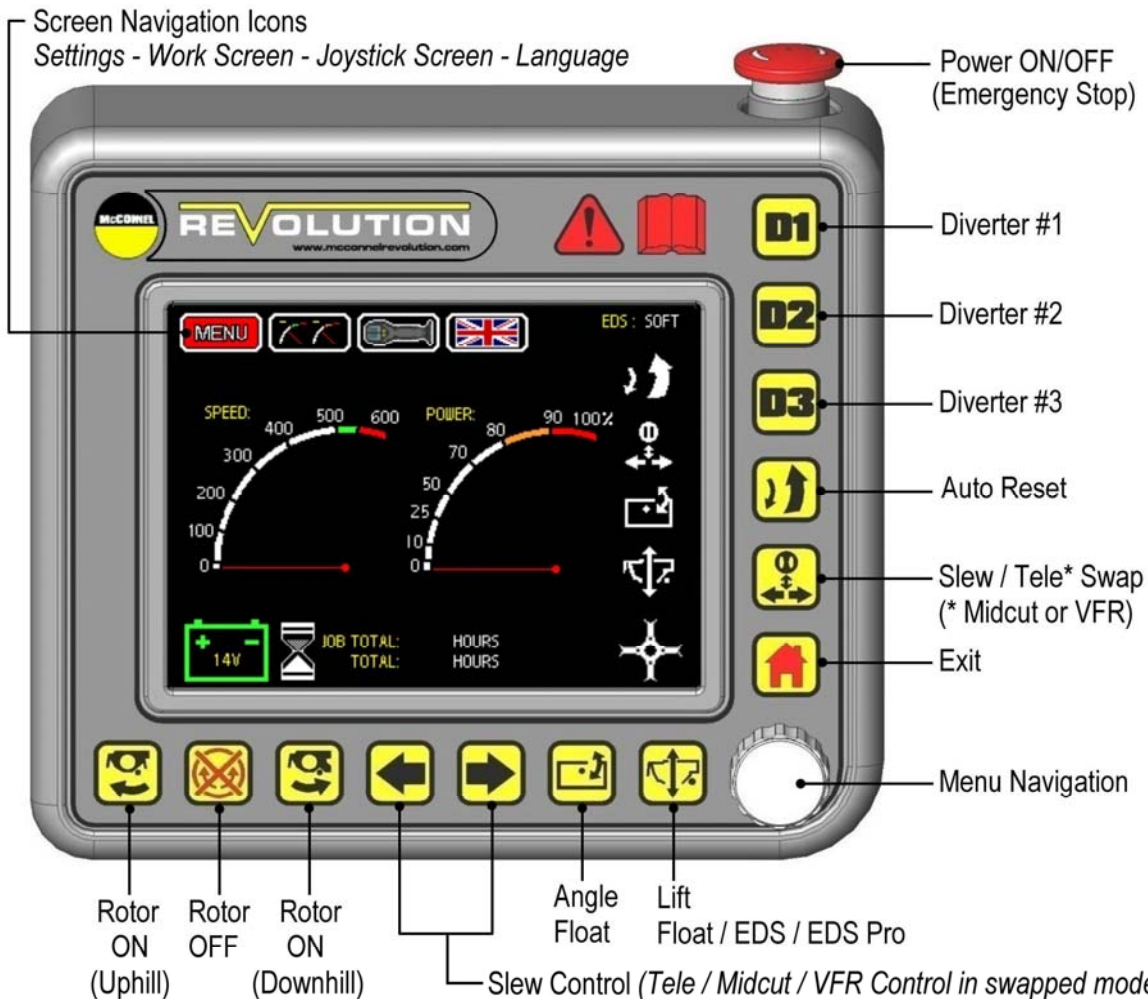 Screen Navigation Icons
Settings - Work Screen - Joystick Screen - Language
Power ON/OFF
(Emergency Stop)
McCONNEL
REVOLUTION
www.mcconnelrevolution.com
D1
Diverter #1
MENU
EDS : SOFT
D2
Diverter #2
SPEED:
0
100
200
300
400
500
600
POWER:
0
10
25
50
70
80
90
100%
D3
Diverter #3
Auto Reset
Slew / Tele* Swap
(* Midcut or VFR)
14V
JOB TOTAL: HOURS
TOTAL: HOURS
Exit
Menu Navigation
Rotor
ON
(Uphill)
Rotor
OFF
Rotor
ON
(Downhill)
Angle
Float
Lift
Float / EDS / EDS Pro
Slew Control (Tele / Midcut / VFR Control in swapped mode